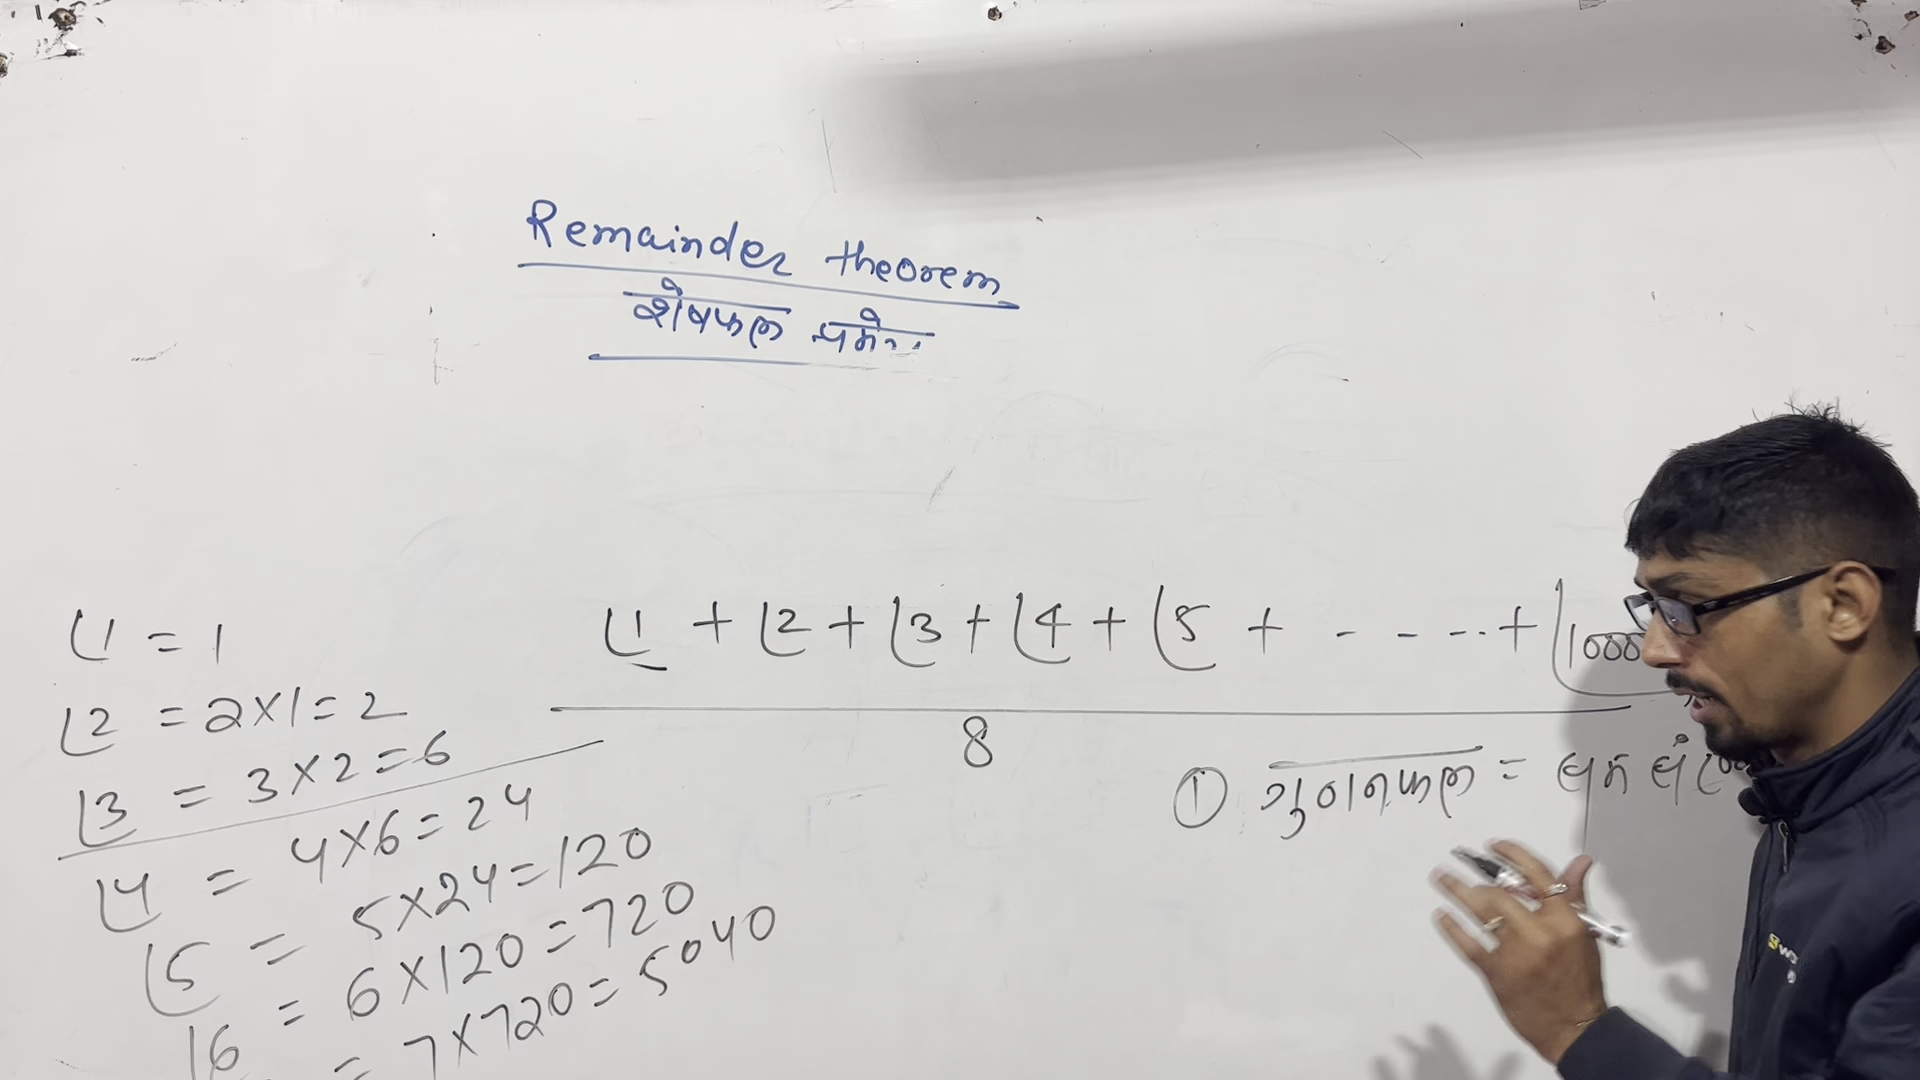 Remainder theorem
शेषफल प्रमेय
⌊1 + ⌊2 + ⌊3 + ⌊4 + ⌊5 + - - - -- + ⌊1000
8
① गुणनफल = धन
⌊1 = 1
⌊2 = 2×1=2
⌊3 = 3×2=6
⌊4 = 4×6=24
⌊5 = 5×24=120
⌊6 = 6×120=720
= 7×720=5040